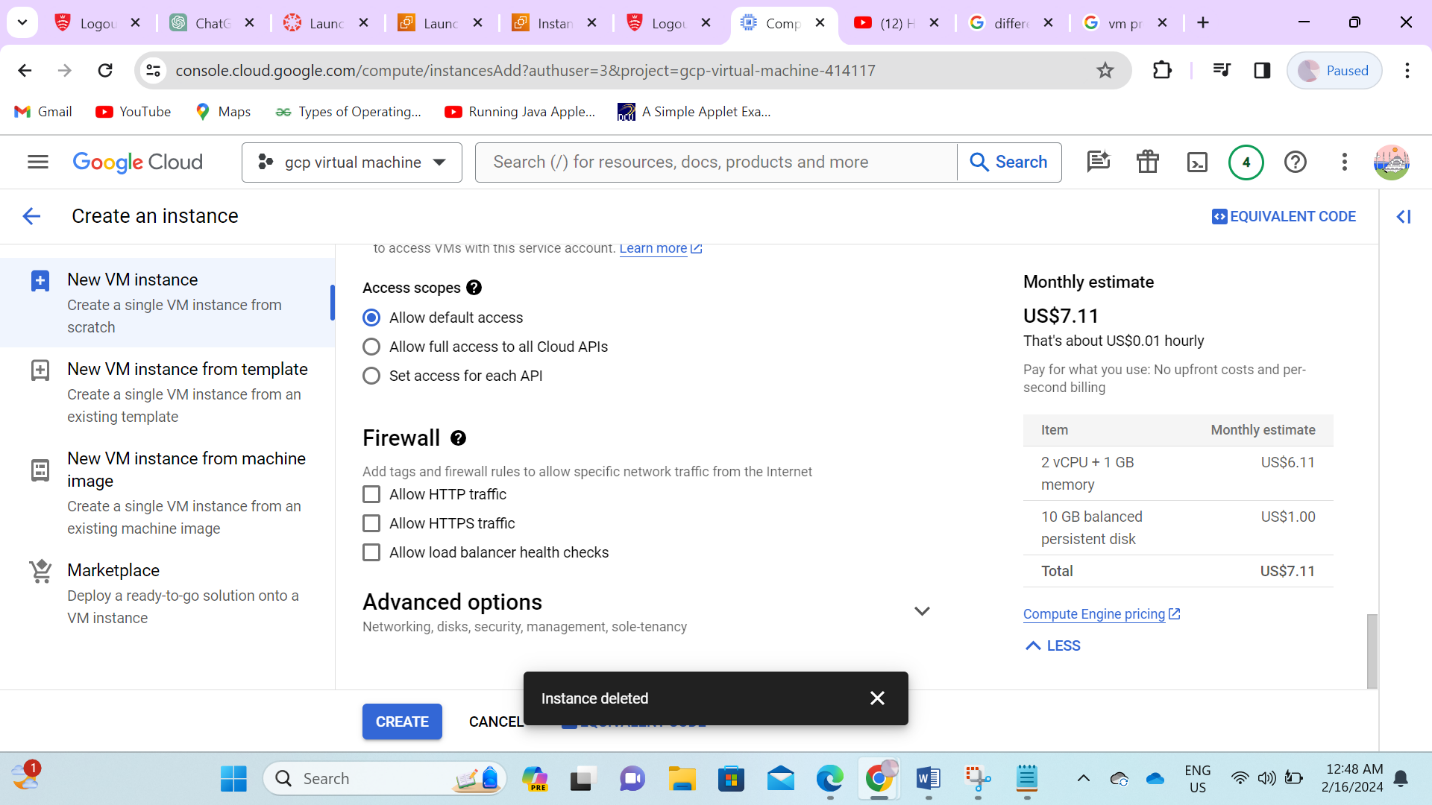 Logou
ChatG
Launc
Launc
Instan
Logou
Comp
(12) H
differe
vm pr
console.cloud.google.com/compute/instancesAdd?authuser=3&project=gcp-virtual-machine-414117
Paused
Gmail
YouTube
Maps
Types of Operating...
Running Java Apple...
A Simple Applet Exa...
Google Cloud
gcp virtual machine
Search (/) for resources, docs, products and more
Search
4
Create an instance
EQUIVALENT CODE
New VM instance
Create a single VM instance from
scratch
New VM instance from template
Create a single VM instance from an
existing template
New VM instance from machine
image
Create a single VM instance from an
existing machine image
Marketplace
Deploy a ready-to-go solution onto a
VM instance
to access VMs with this service account. Learn more
Access scopes
Allow default access
Allow full access to all Cloud APIs
Set access for each API
Firewall
Add tags and firewall rules to allow specific network traffic from the Internet
Allow HTTP traffic
Allow HTTPS traffic
Allow load balancer health checks
Advanced options
Networking, disks, security, management, sole-tenancy
Monthly estimate
US$7.11
That's about US$0.01 hourly
Pay for what you use: No upfront costs and per-
second billing
Item Monthly estimate
2 vCPU + 1 GB US$6.11
memory
10 GB balanced US$1.00
persistent disk
Total US$7.11
Compute Engine pricing
LESS
Instance deleted
CREATE
CANCEL
EQUIVALENT CODE
1
Search
PRE
ENG
US
12:48 AM
2/16/2024